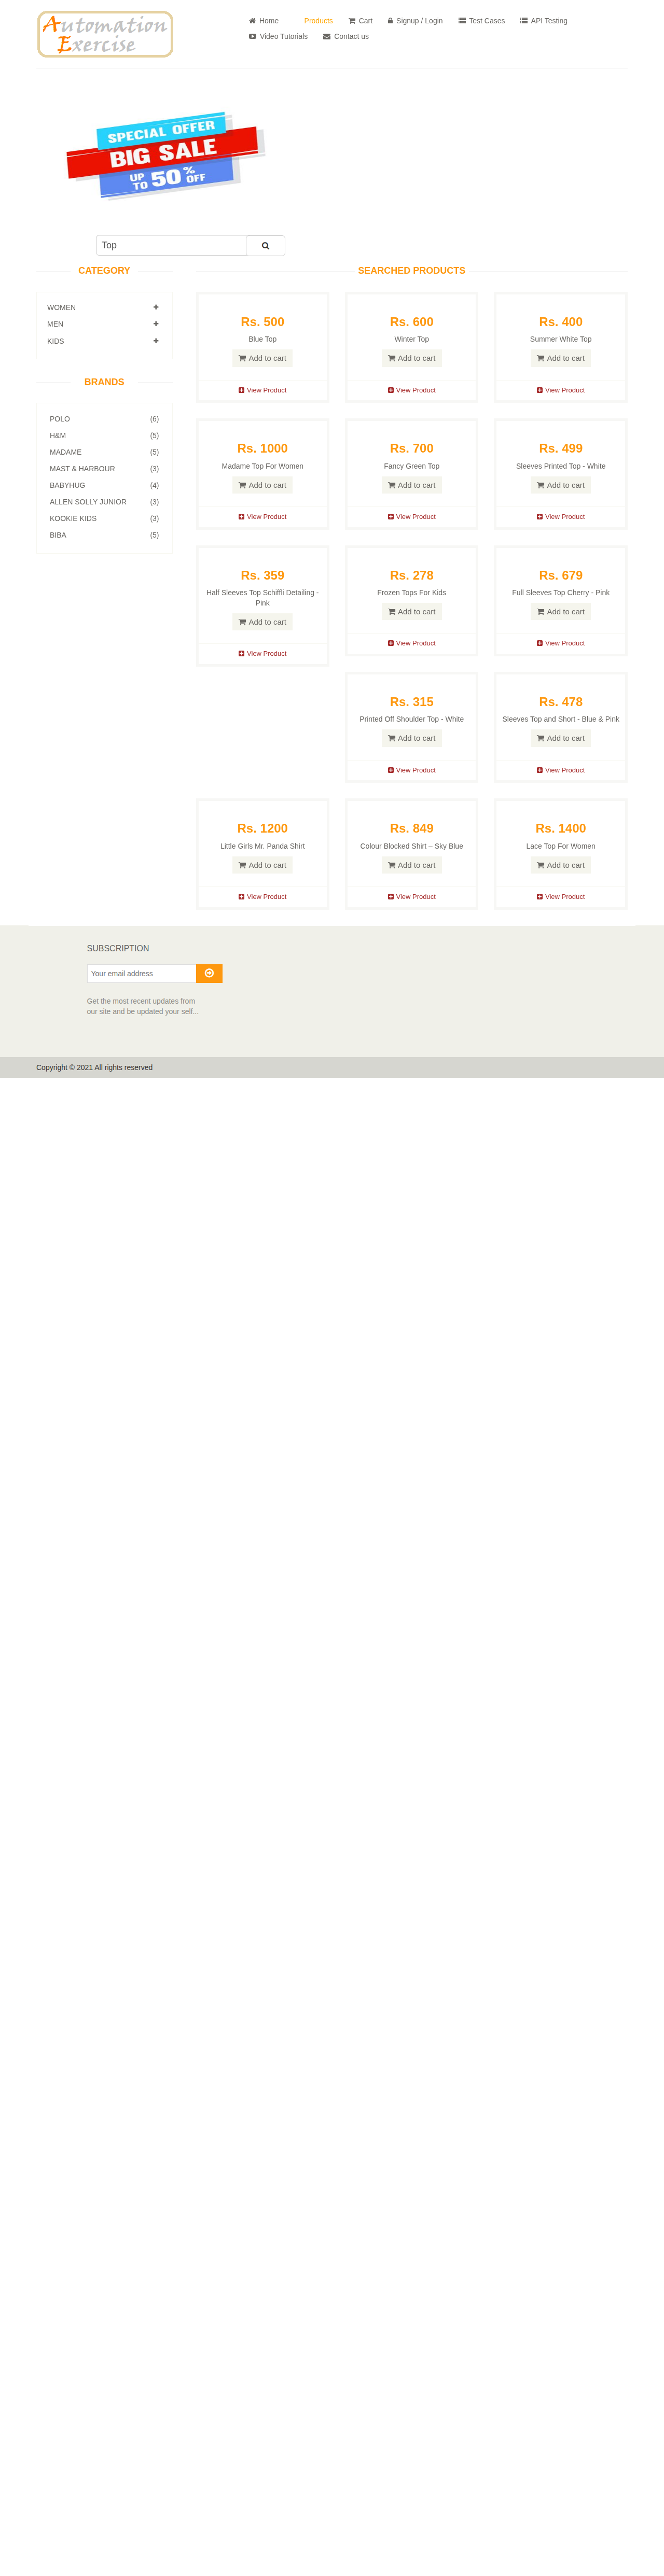 Automation
Exercise
Home
Products
Cart
Signup / Login
Test Cases
API Testing
Video Tutorials
Contact us
SPECIAL OFFER
BIG SALE
UP TO 50% OFF
Top
CATEGORY
WOMEN
MEN
KIDS
BRANDS
POLO (6)
H&M (5)
MADAME (5)
MAST & HARBOUR (3)
BABYHUG (4)
ALLEN SOLLY JUNIOR (3)
KOOKIE KIDS (3)
BIBA (5)
SEARCHED PRODUCTS
Rs. 500
Blue Top
Add to cart
View Product
Rs. 600
Winter Top
Add to cart
View Product
Rs. 400
Summer White Top
Add to cart
View Product
Rs. 1000
Madame Top For Women
Add to cart
View Product
Rs. 700
Fancy Green Top
Add to cart
View Product
Rs. 499
Sleeves Printed Top - White
Add to cart
View Product
Rs. 359
Half Sleeves Top Schiffli Detailing -
Pink
Add to cart
View Product
Rs. 278
Frozen Tops For Kids
Add to cart
View Product
Rs. 679
Full Sleeves Top Cherry - Pink
Add to cart
View Product
Rs. 315
Printed Off Shoulder Top - White
Add to cart
View Product
Rs. 478
Sleeves Top and Short - Blue & Pink
Add to cart
View Product
Rs. 1200
Little Girls Mr. Panda Shirt
Add to cart
View Product
Rs. 849
Colour Blocked Shirt – Sky Blue
Add to cart
View Product
Rs. 1400
Lace Top For Women
Add to cart
View Product
SUBSCRIPTION
Your email address
Get the most recent updates from
our site and be updated your self...
Copyright © 2021 All rights reserved